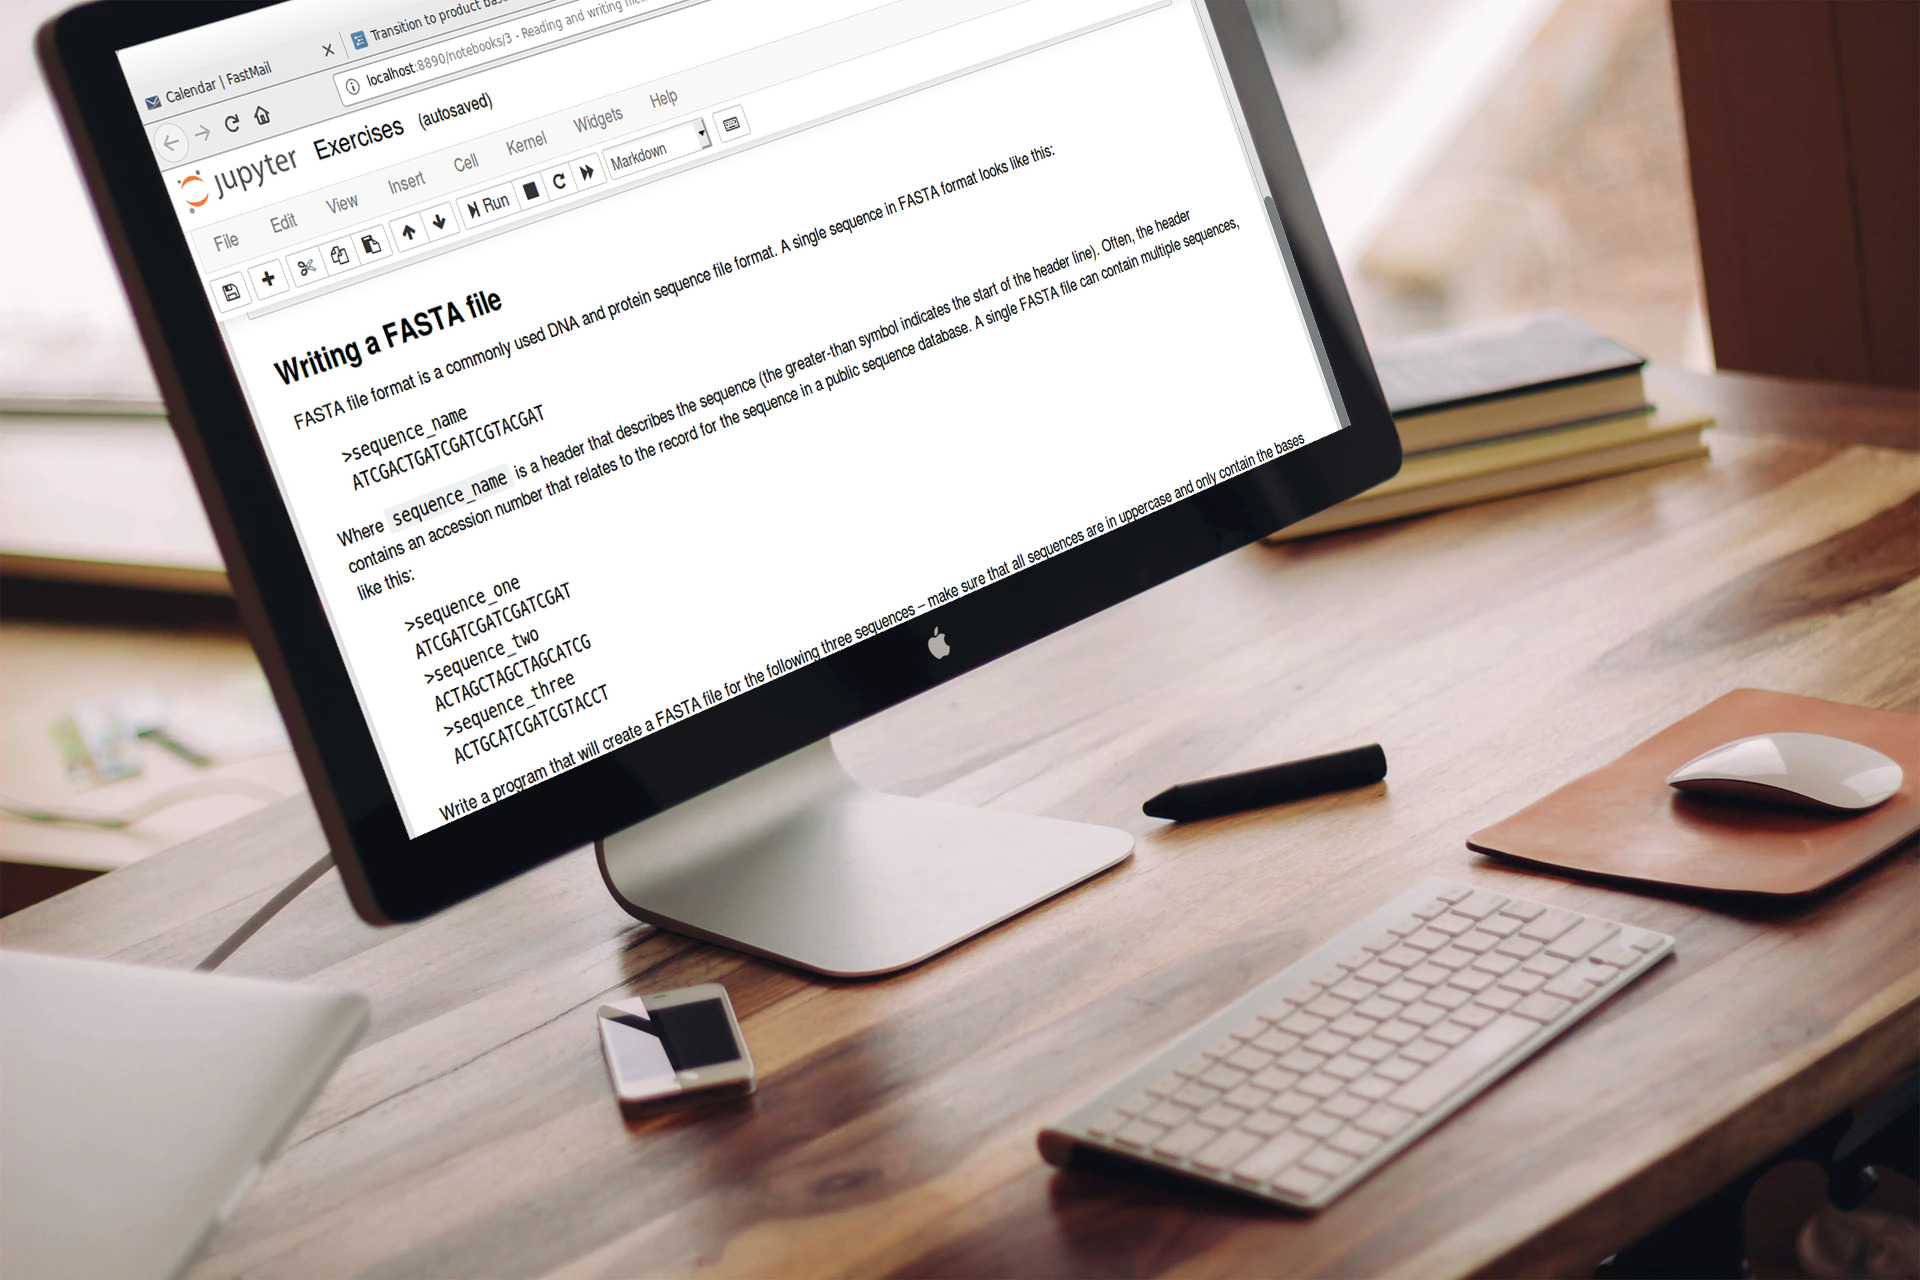 Calendar | FastMail
Transition to product
localhost:8890/notebooks/3 - Reading and writing files
jupyter Exercises (autosaved)
File Edit View Insert Cell Kernel Widgets Help
Run Markdown
Writing a FASTA file
FASTA file format is a commonly used DNA and protein sequence file format. A single sequence in FASTA format looks like this:
>sequence_name
ATCGACTGATCGATCGTACGAT
Where sequence_name is a header that describes the sequence (the greater-than symbol indicates the start of the header line). Often, the header
contains an accession number that relates to the record for the sequence in a public sequence database. A single FASTA file can contain multiple sequences,
like this:
>sequence_one
ATCGATCGATCGATCGAT
>sequence_two
ACTAGCTAGCTAGCATCG
>sequence_three
ACTGCATCGATCGTACCT
Write a program that will create a FASTA file for the following three sequences – make sure that all sequences are in uppercase and only contain the bases